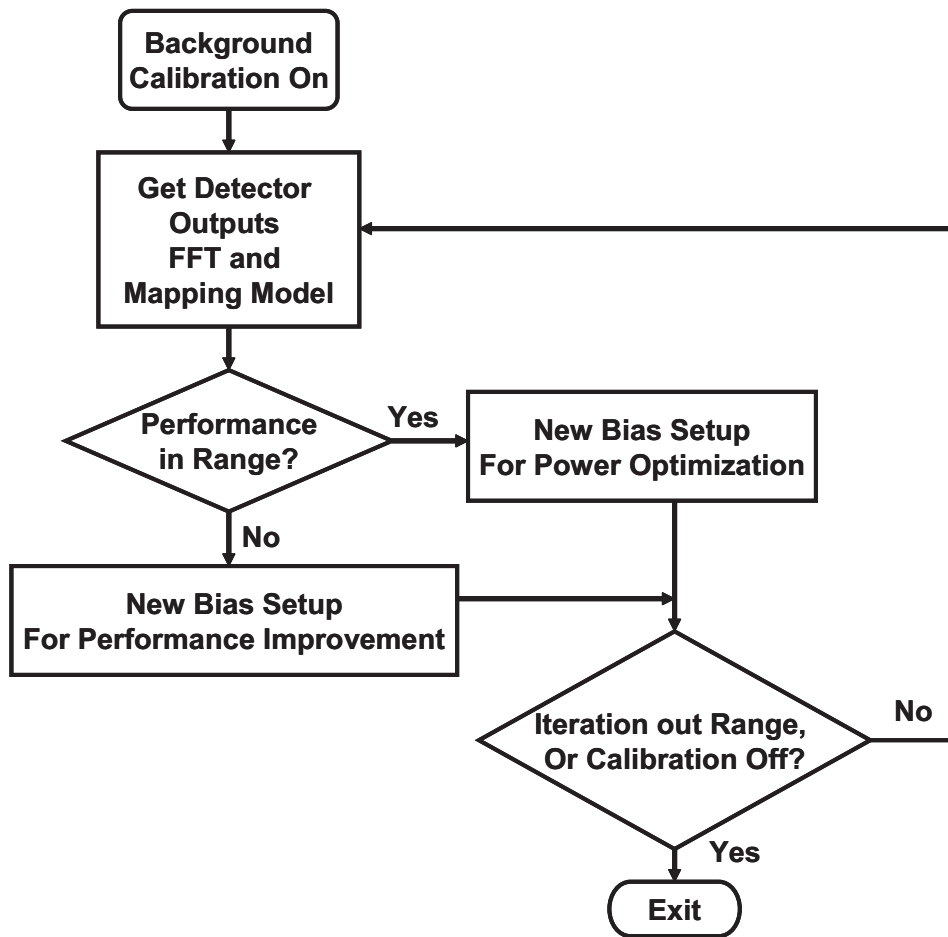 Background
Calibration On
Get Detector
Outputs
FFT and
Mapping Model
Performance
in Range?
Yes
New Bias Setup
For Power Optimization
No
New Bias Setup
For Performance Improvement
Iteration out Range,
Or Calibration Off?
No
Yes
Exit